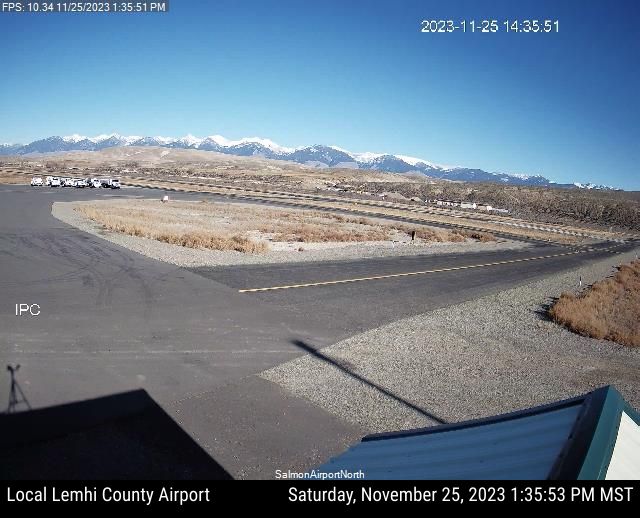 FPS: 10.34 11/25/2023 1:35:51 PM
2023-11-25 14:35:51
IPC
SalmonAirportNorth
Local Lemhi County Airport Saturday, November 25, 2023 1:35:53 PM MST